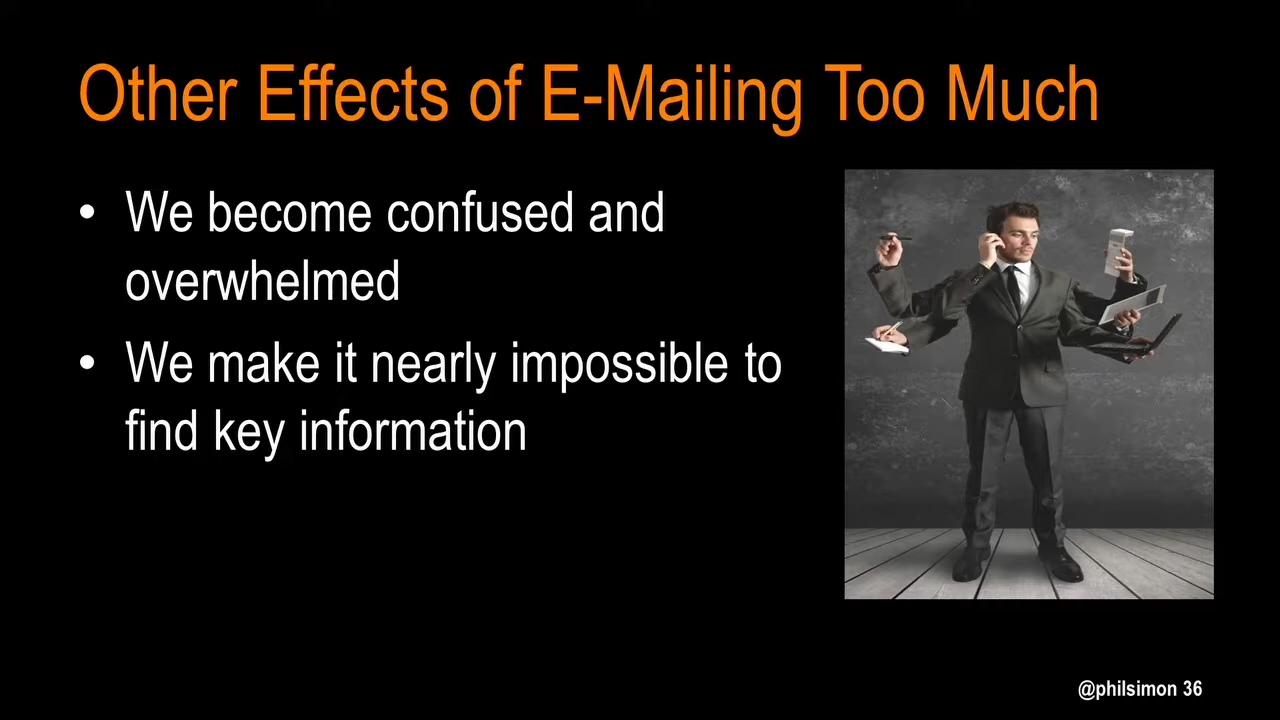 Other Effects of E-Mailing Too Much
• We become confused and
overwhelmed
• We make it nearly impossible to
find key information
@philsimon 36